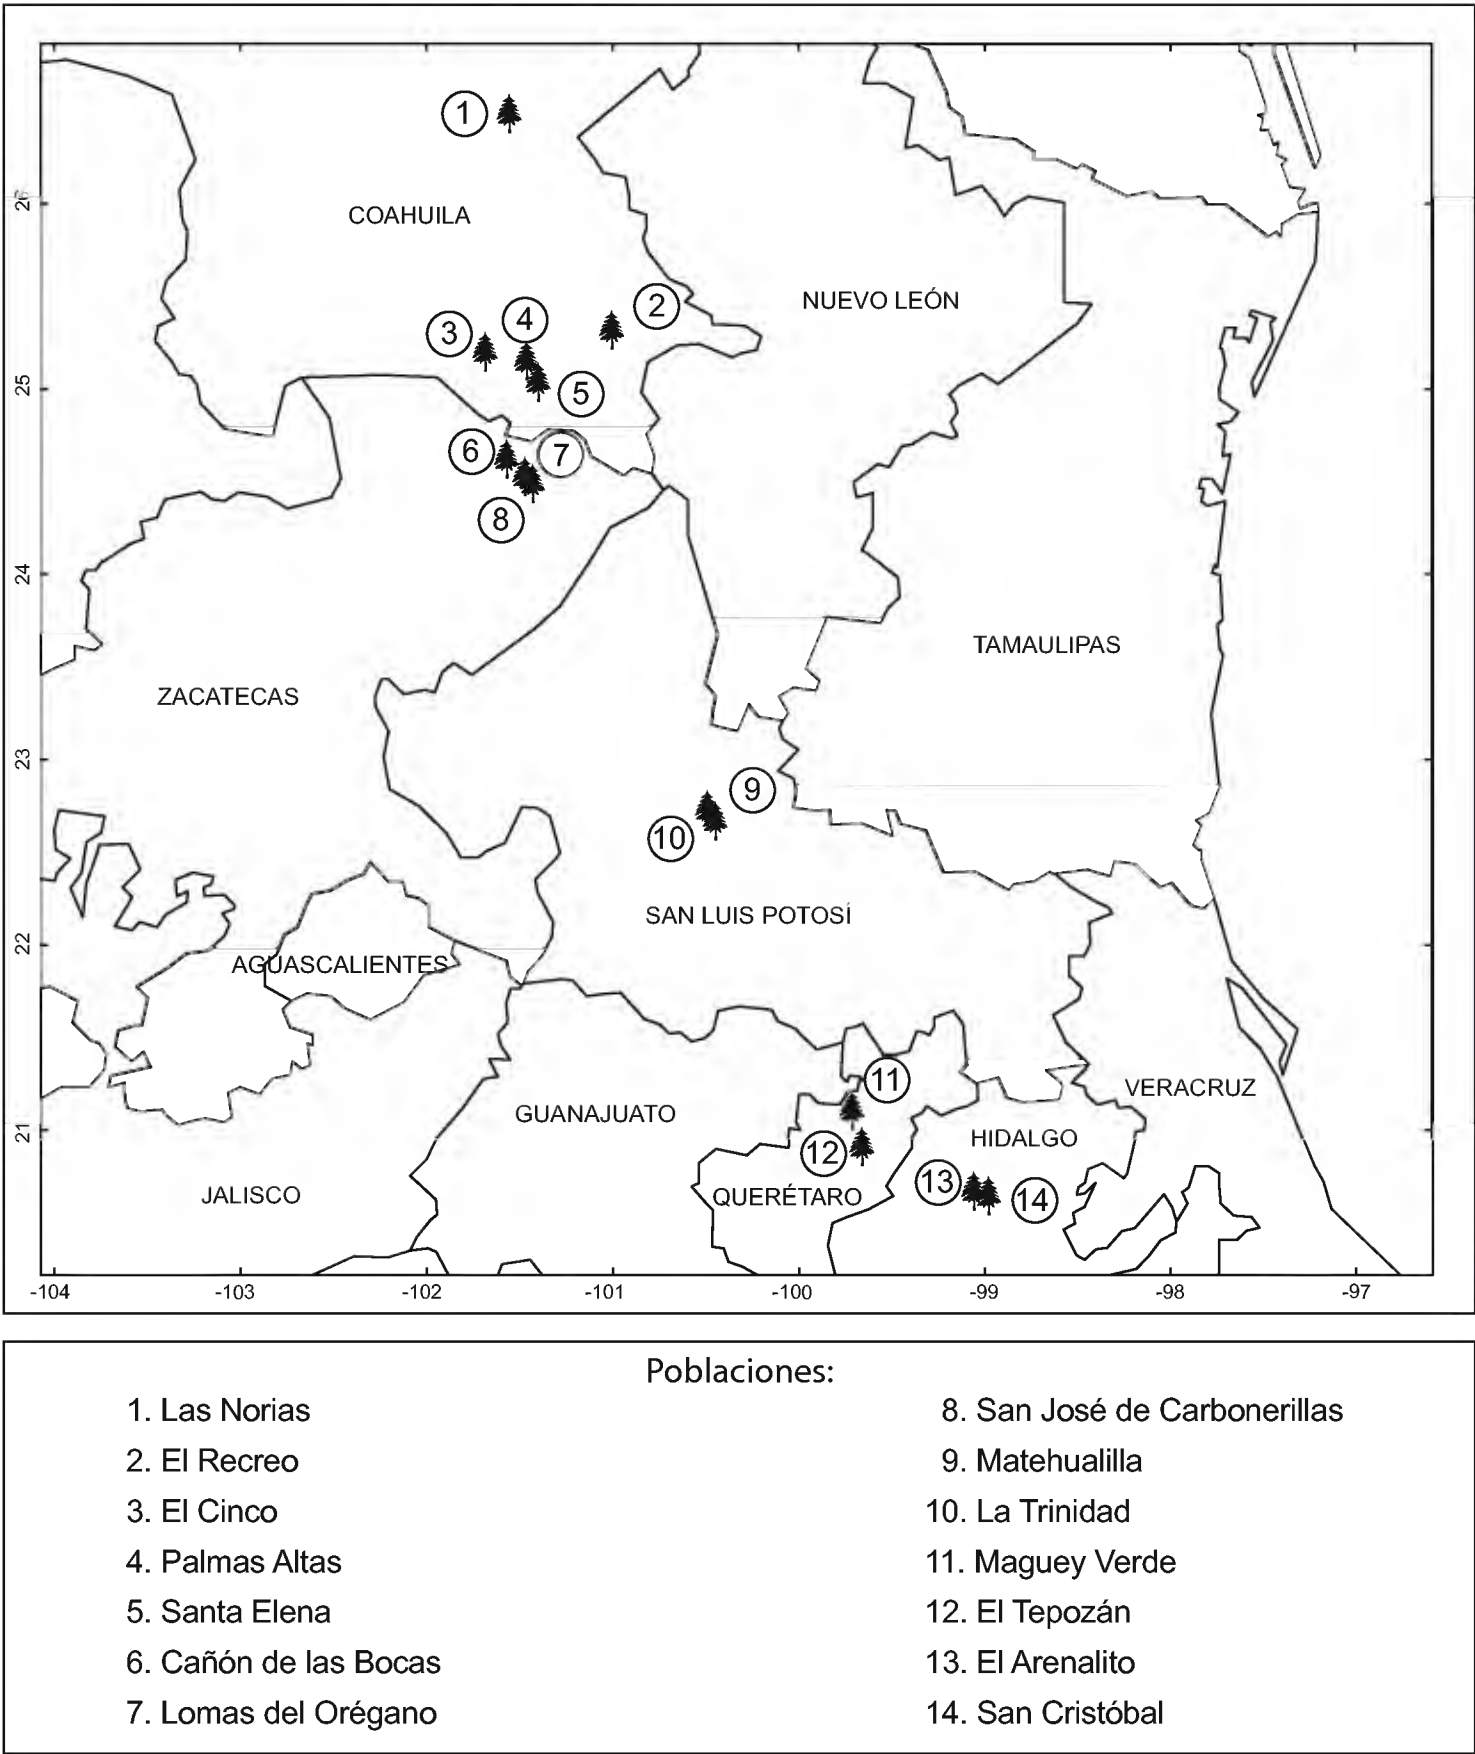 1
COAHUILA
26
NUEVO LEÓN
2
3
4
5
25
6
7
8
24
TAMAULIPAS
ZACATECAS
23
9
10
SAN LUIS POTOSÍ
22
AGUASCALIENTES
11
VERACRUZ
GUANAJUATO
21
HIDALGO
12
13
14
QUERÉTARO
JALISCO
-104 -103 -102 -101 -100 -99 -98 -97
Poblaciones:
1. Las Norias
2. El Recreo
3. El Cinco
4. Palmas Altas
5. Santa Elena
6. Cañón de las Bocas
7. Lomas del Orégano
8. San José de Carbonerillas
9. Matehualilla
10. La Trinidad
11. Maguey Verde
12. El Tepozán
13. El Arenalito
14. San Cristóbal